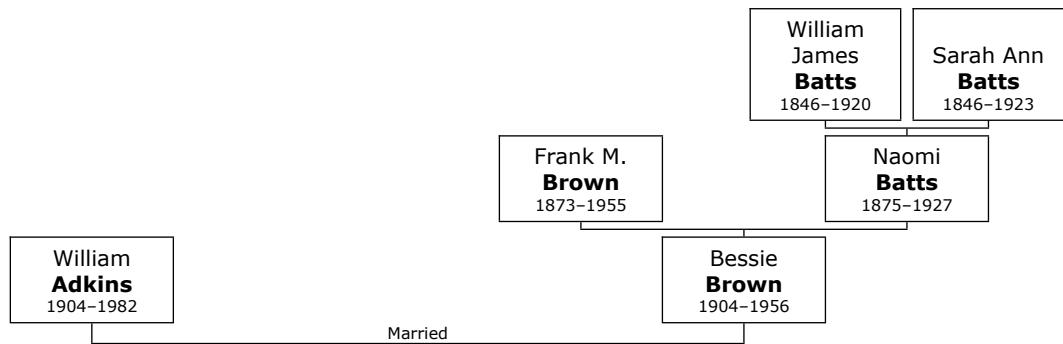 William
James
Batts
1846–1920
Sarah Ann
Batts
1846–1923
Frank M.
Brown
1873–1955
Naomi
Batts
1875–1927
William
Adkins
1904–1982
Bessie
Brown
1904–1956
Married